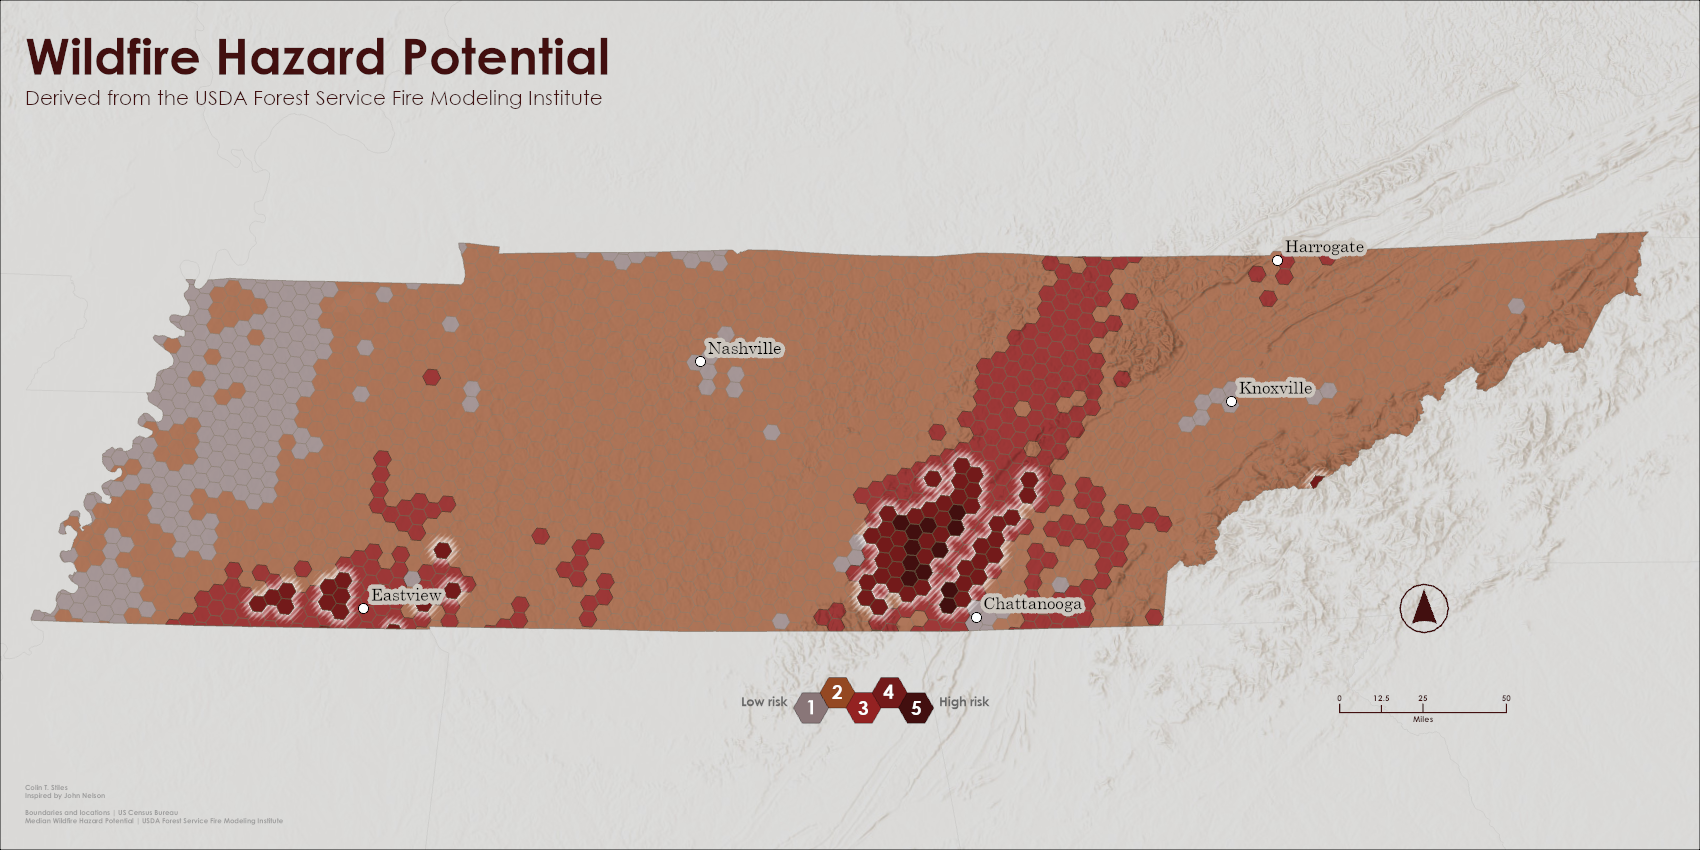 Wildfire Hazard Potential
Derived from the USDA Forest Service Fire Modeling Institute
Harrogate
Nashville
Knoxville
Eastview
Chattanooga
Low risk 1 2 3 4 5 High risk
0 12.5 25 50
Miles
Colin T. Stiles
Inspired by John Nelson
Boundaries and locations | US Census Bureau
Median Wildfire Hazard Potential | USDA Forest Service Fire Modeling Institute